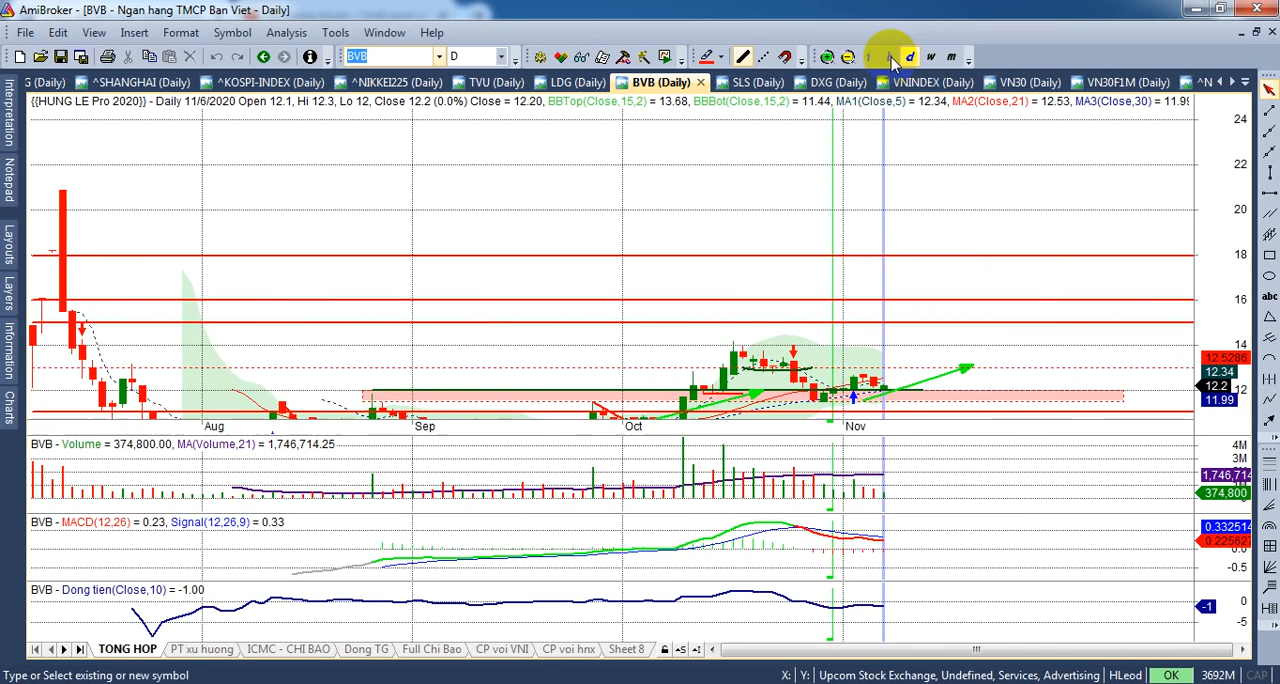 AmiBroker - [BVB - Ngan hang TMCP Ban Viet - Daily]
File Edit View Insert Format Symbol Analysis Tools Window Help
BVB D d w m
G (Daily) ^SHANGHAI (Daily) ^KOSPI-INDEX (Daily) ^NIKKEI225 (Daily) TVU (Daily) LDG (Daily) BVB (Daily) SLS (Daily) DXG (Daily) VNINDEX (Daily) VN30 (Daily) VN30F1M (Daily) ^N
{{HUNG LE Pro 2020}} - Daily 11/6/2020 Open 12.1, Hi 12.3, Lo 12, Close 12.2 (0.0%) Close = 12.20, BBTop(Close,15,2) = 13.68, BBBot(Close,15,2) = 11.44, MA1(Close,5) = 12.34, MA2(Close,21) = 12.53, MA3(Close,30) = 11.99
Interpretation
Notepad
Layouts
Layers
Information
Charts
abc
24
22
20
18
16
14
12.5286
12.34
12.2
12
11.99
Aug Sep Oct Nov
BVB - Volume = 374,800.00, MA(Volume,21) = 1,746,714.25
4M
3M
1,746,714
374,800
BVB - MACD(12,26) = 0.23, Signal(12,26,9) = 0.33
0.332514
0.225627
0.0
-0.5
BVB - Dong tien(Close,10) = -1.00
0
-1
-5
TONG HOP PT xu huong ICMC - CHI BAO Dong TG Full Chi Bao CP voi VNI CP voi hnx Sheet 8
Type or Select existing or new symbol X: Y: Upcom Stock Exchange, Undefined, Services, Advertising HLeod OK 3692M CAP